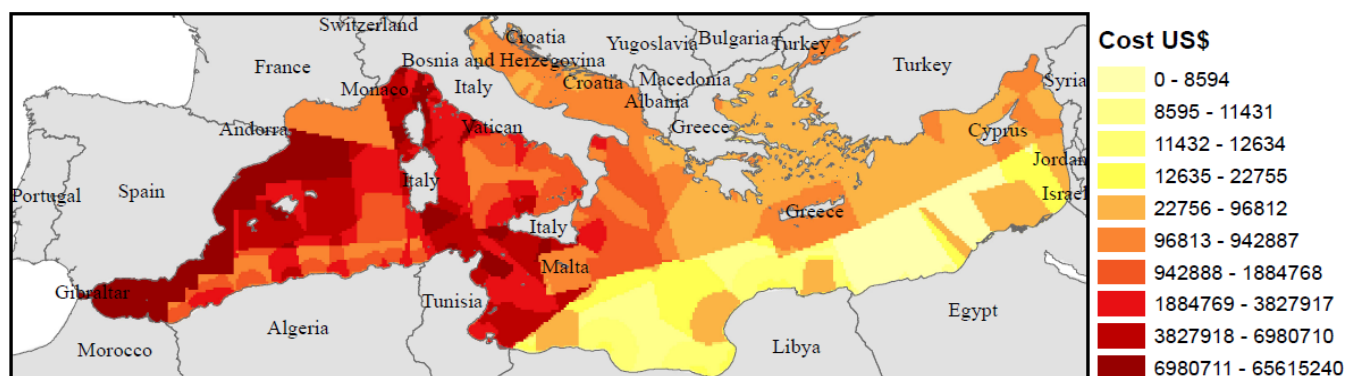 Switzerland
Croatia
Yugoslavia
Bulgaria
Turkey
France
Bosnia and Herzegovina
Monaco
Italy
Croatia
Macedonia
Turkey
Syria
Albania
Andorra
Vatican
Greece
Cyprus
Portugal
Spain
Italy
Jordan
Israel
Greece
Italy
Malta
Gibraltar
Tunisia
Algeria
Egypt
Morocco
Libya
Cost US$
0 - 8594
8595 - 11431
11432 - 12634
12635 - 22755
22756 - 96812
96813 - 942887
942888 - 1884768
1884769 - 3827917
3827918 - 6980710
6980711 - 65615240